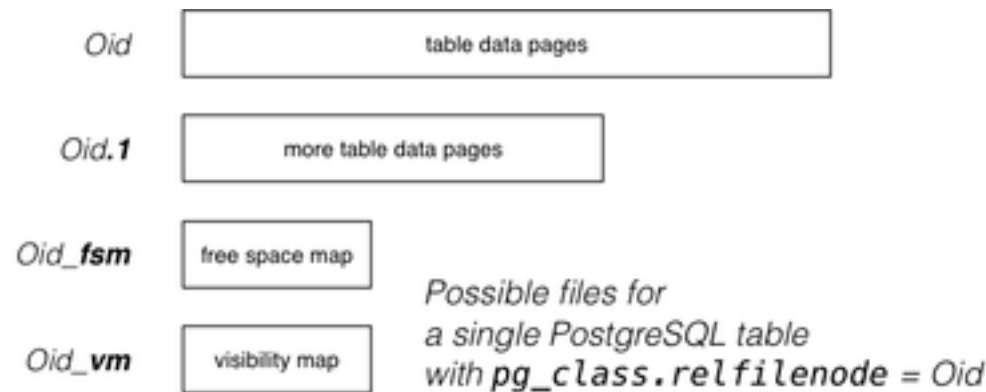 Oid
table data pages
Oid.1
more table data pages
Oid_fsm
free space map
Oid_vm
visibility map
Possible files for
a single PostgreSQL table
with pg_class.relfilenode = Oid